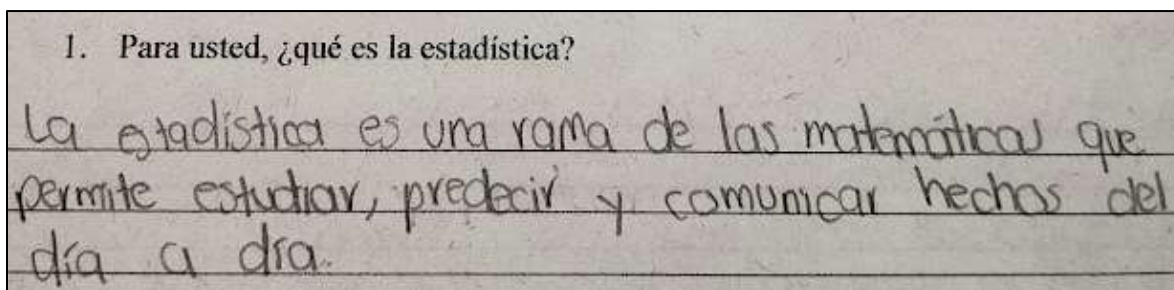 1. Para usted, ¿qué es la estadística?
La estadística es una rama de las matemáticas que
permite estudiar, predecir y comunicar hechos del
día a día.